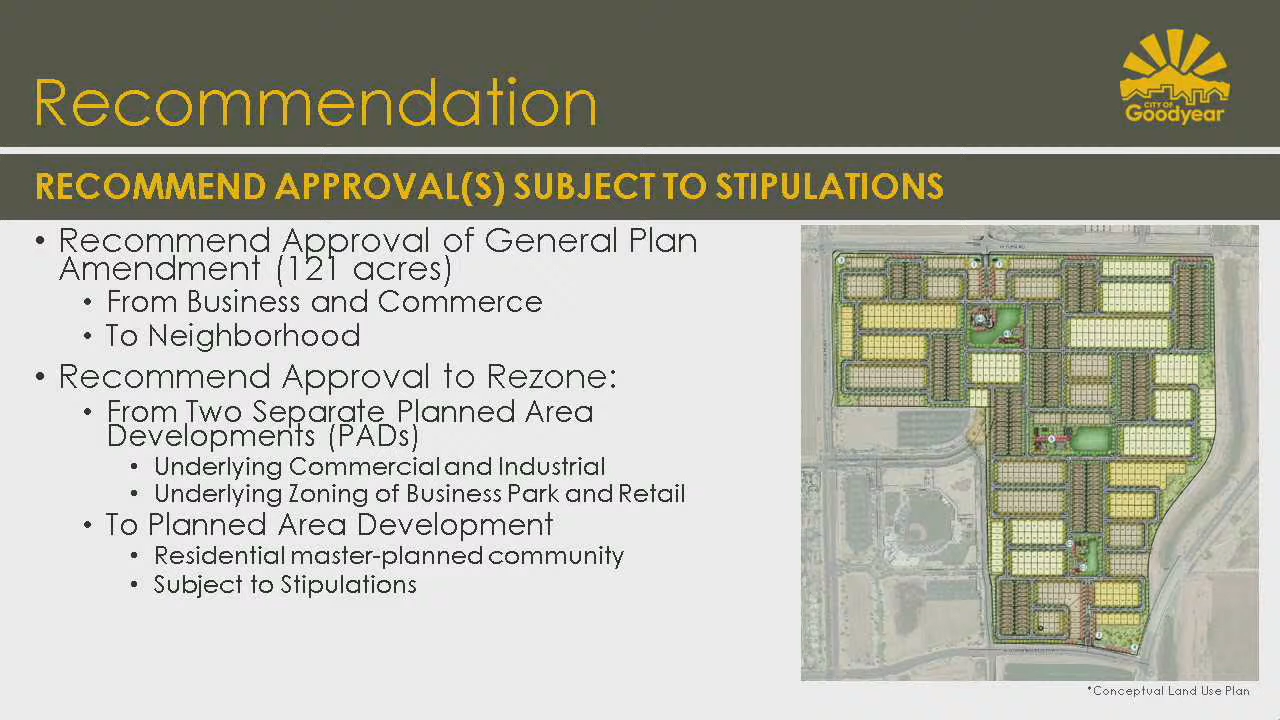 Recommendation
CITY OF
Goodyear
RECOMMEND APPROVAL(S) SUBJECT TO STIPULATIONS
• Recommend Approval of General Plan
Amendment (121 acres)
• From Business and Commerce
• To Neighborhood
• Recommend Approval to Rezone:
• From Two Separate Planned Area
Developments (PADs)
• Underlying Commercial and Industrial
• Underlying Zoning of Business Park and Retail
• To Planned Area Development
• Residential master-planned community
• Subject to Stipulations
*Conceptual Land Use Plan